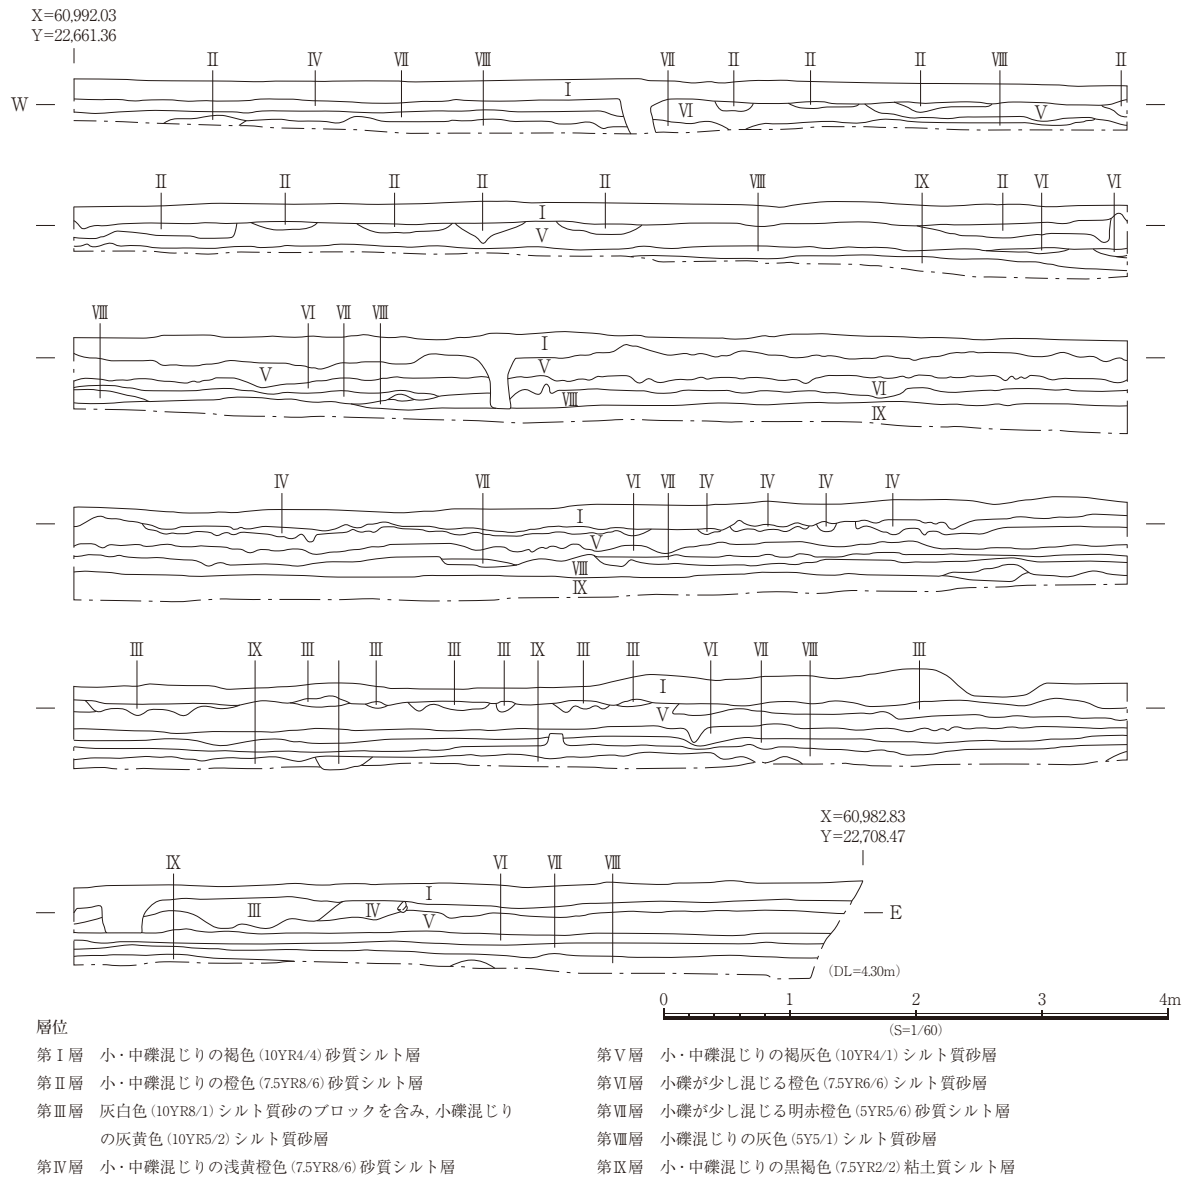 X=60,992.03
Y=22,661.36
Ⅱ Ⅳ Ⅶ Ⅷ Ⅶ Ⅱ Ⅱ Ⅱ Ⅷ Ⅱ
Ⅰ
W Ⅵ Ⅴ
Ⅱ Ⅱ Ⅱ Ⅱ Ⅱ Ⅷ Ⅸ Ⅱ Ⅵ Ⅵ
Ⅰ
Ⅴ
Ⅷ Ⅵ Ⅶ Ⅷ
Ⅰ
Ⅴ Ⅴ
Ⅵ
Ⅷ
Ⅸ
Ⅳ Ⅶ Ⅵ Ⅶ Ⅳ Ⅳ Ⅳ Ⅳ
Ⅰ
Ⅴ
Ⅷ
Ⅸ
Ⅲ Ⅸ Ⅲ Ⅲ Ⅲ Ⅲ Ⅸ Ⅲ Ⅲ Ⅵ Ⅶ Ⅷ Ⅲ
Ⅰ
Ⅴ
X=60,982.83
Y=22,708.47
Ⅸ Ⅵ Ⅶ Ⅷ
Ⅰ
Ⅲ Ⅳ E
Ⅴ
(DL=4.30m)
0 1 2 3 4m
(S=1/60)
層位
第Ⅰ層 小・中礫混じりの褐色(10YR4/4)砂質シルト層
第Ⅱ層 小・中礫混じりの橙色(7.5YR8/6)砂質シルト層
第Ⅲ層 灰白色(10YR8/1)シルト質砂のブロックを含み, 小礫混じり
の灰黄色(10YR5/2)シルト質砂層
第Ⅳ層 小・中礫混じりの浅黄橙色(7.5YR8/6)砂質シルト層
第Ⅴ層 小・中礫混じりの褐灰色(10YR4/1)シルト質砂層
第Ⅵ層 小礫が少し混じる橙色(7.5YR6/6)シルト質砂層
第Ⅶ層 小礫が少し混じる明赤橙色(5YR5/6)砂質シルト層
第Ⅷ層 小礫混じりの灰色(5Y5/1)シルト質砂層
第Ⅸ層 小・中礫混じりの黒褐色(7.5YR2/2)粘土質シルト層